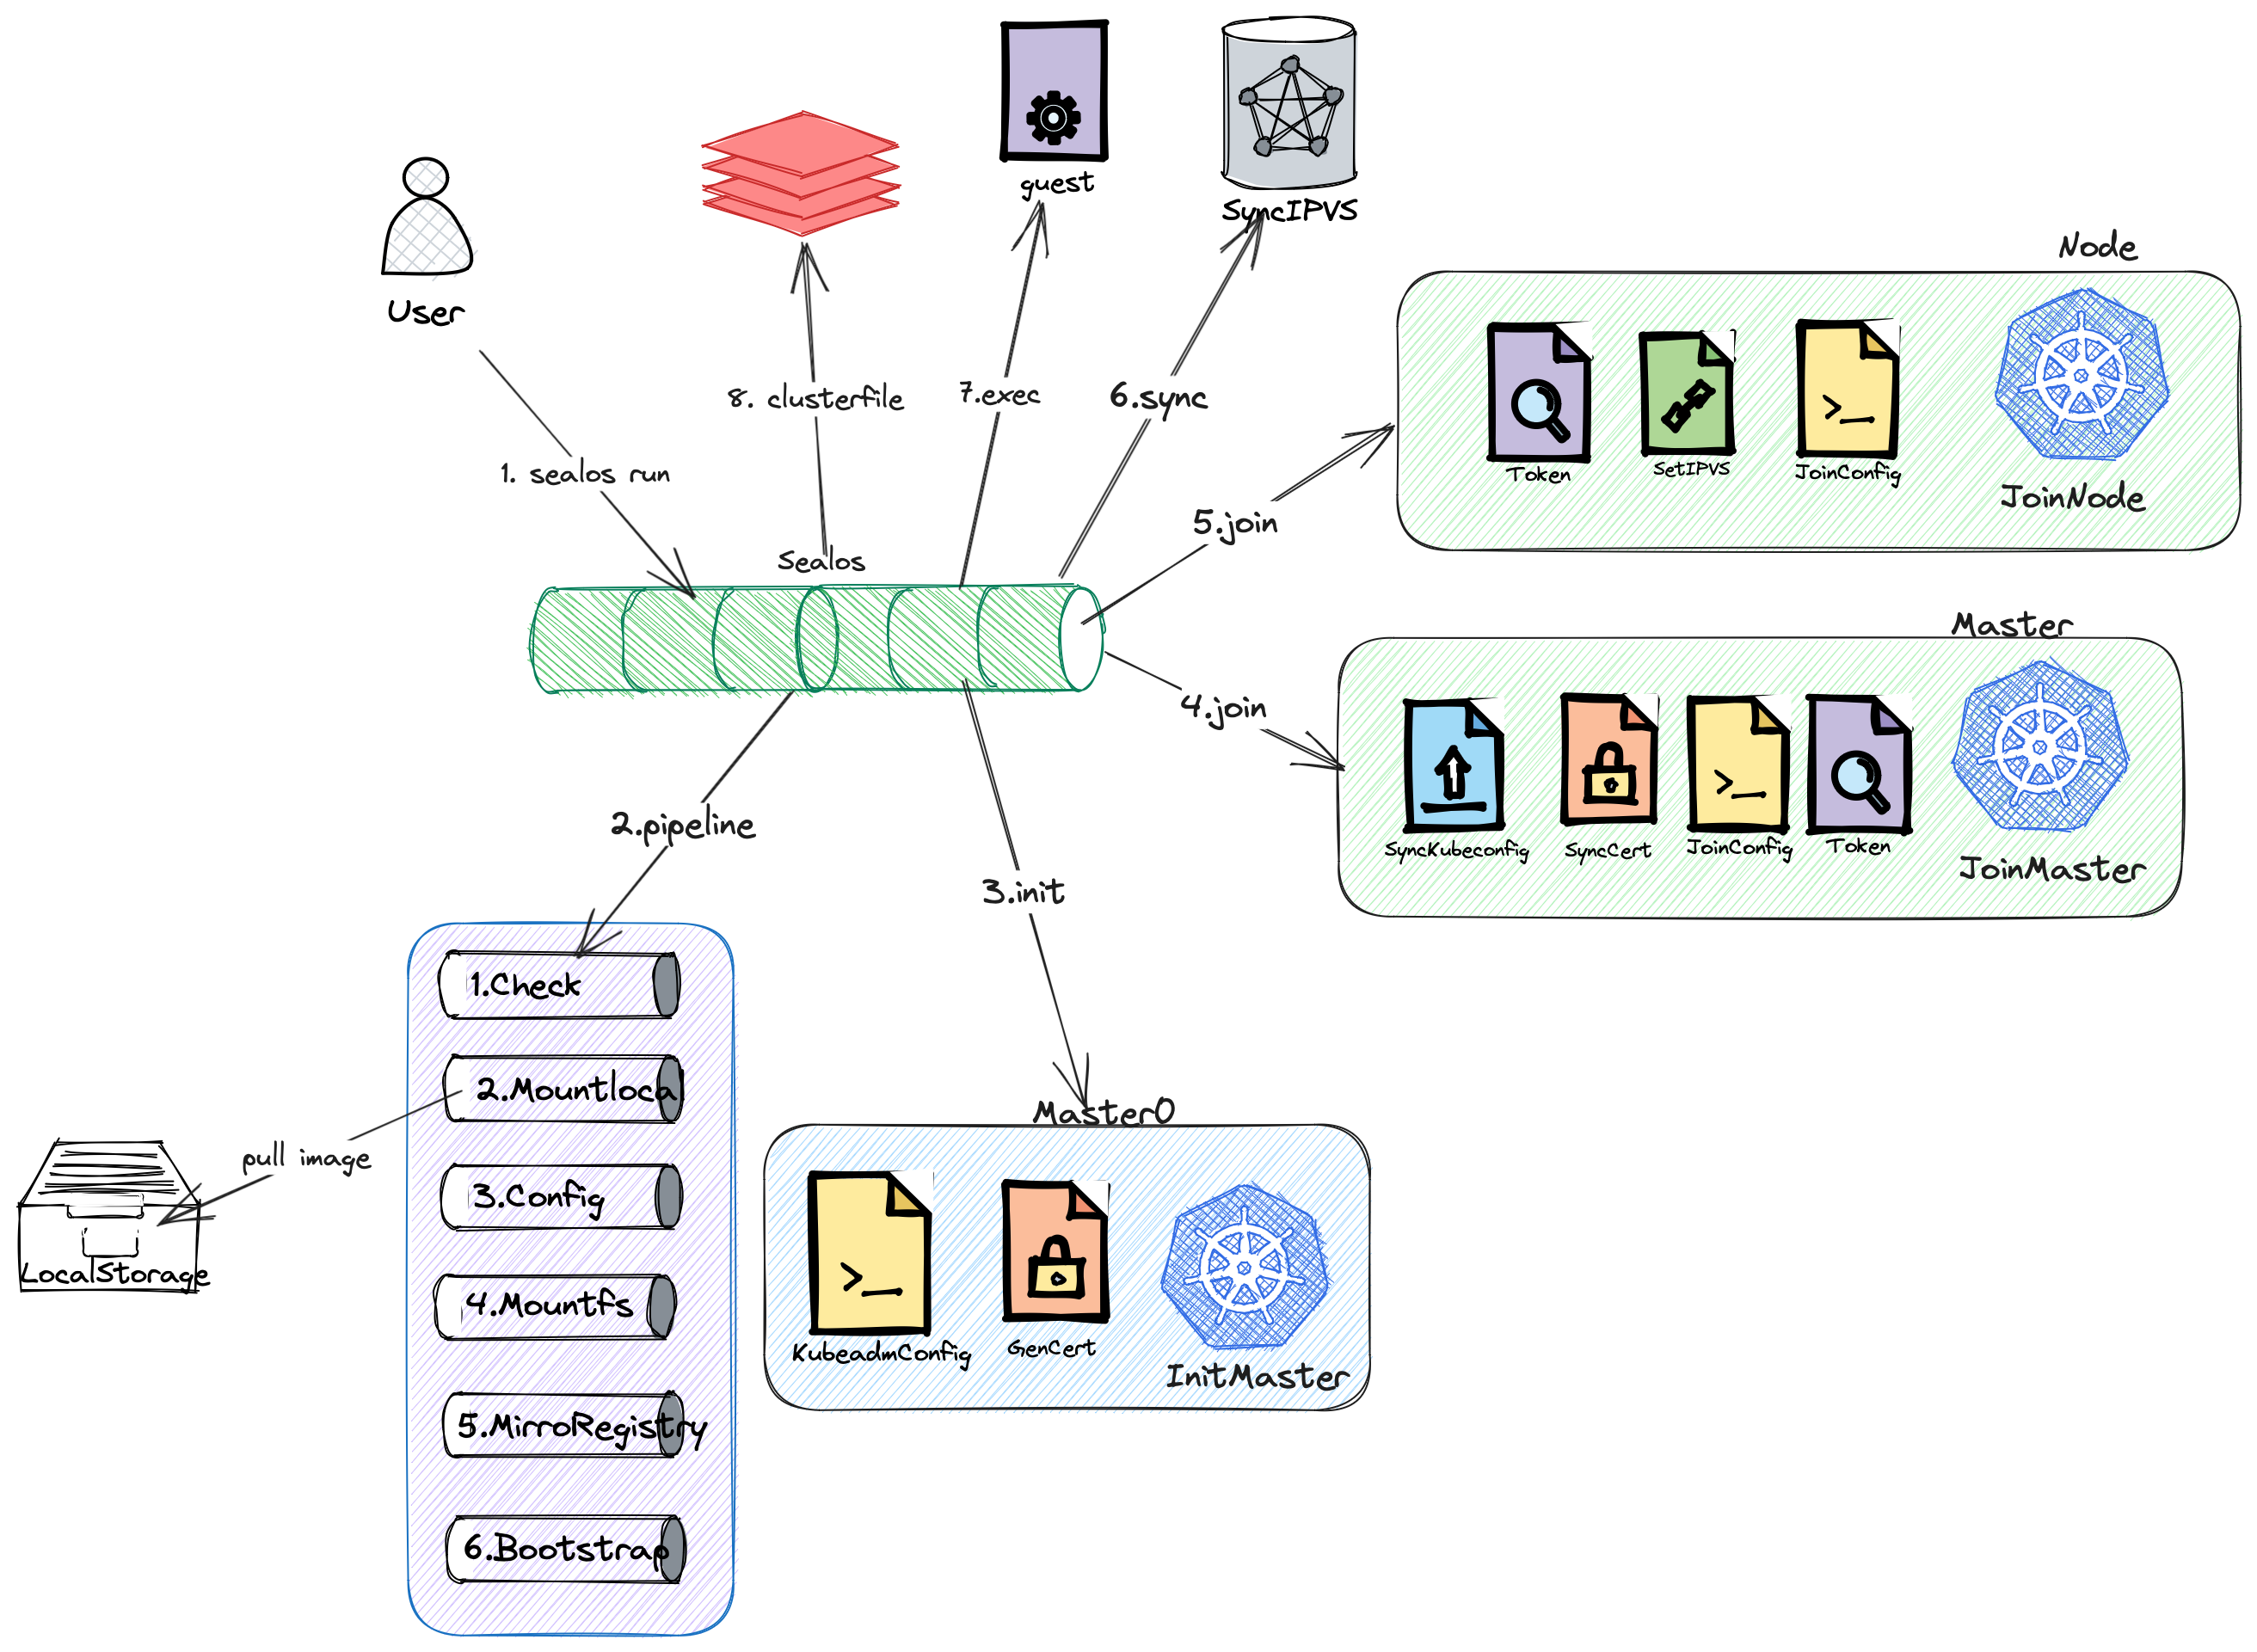 guest
SyncIPVS
User
Node
8. clusterfile
7.exec
6.sync
1. sealos run
5.join
Token
SetIPVS
JoinConfig
JoinNode
Sealos
Master
4.join
SyncKubeconfig
SyncCert
JoinConfig
Token
JoinMaster
2.pipeline
3.init
1.Check
2.Mountlocal
3.Config
4.Mountfs
5.MirroRegistry
6.Bootstrap
pull image
LocalStorage
Master0
KubeadmConfig
GenCert
InitMaster